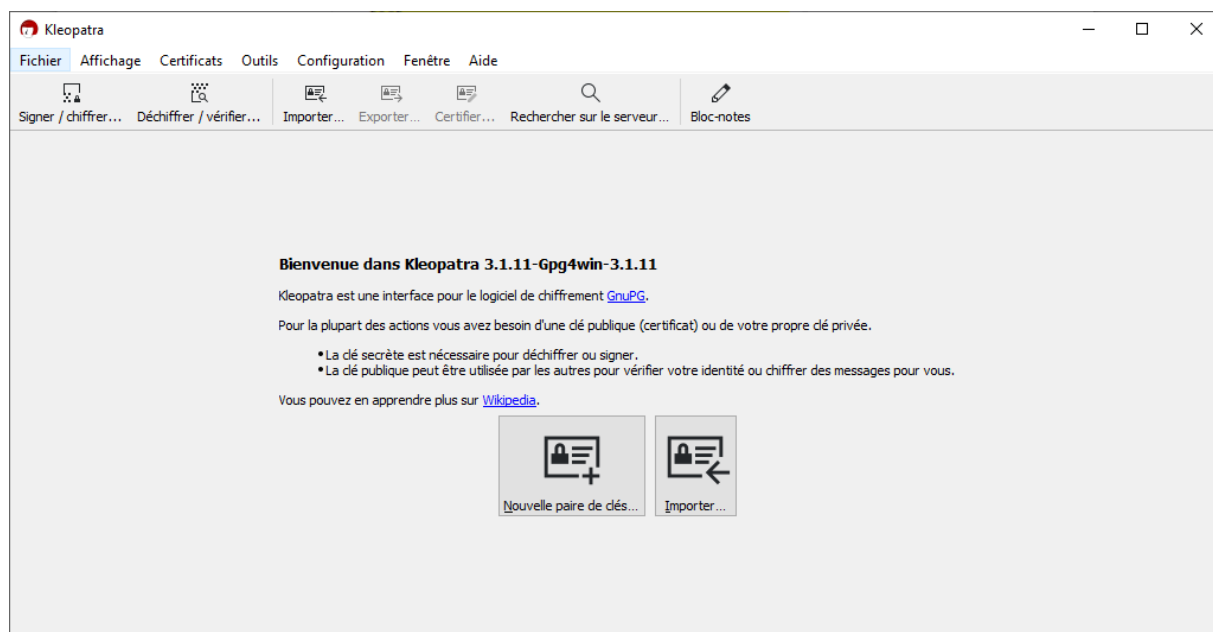 Kleopatra
Fichier Affichage Certificats Outils Configuration Fenêtre Aide
Signer / chiffrer... Déchiffrer / vérifier... Importer... Exporter... Certifier... Rechercher sur le serveur... Bloc-notes
Bienvenue dans Kleopatra 3.1.11-Gpg4win-3.1.11
Kleopatra est une interface pour le logiciel de chiffrement GnuPG.
Pour la plupart des actions vous avez besoin d'une clé publique (certificat) ou de votre propre clé privée.
•La clé secrète est nécessaire pour déchiffrer ou signer.
•La clé publique peut être utilisée par les autres pour vérifier votre identité ou chiffrer des messages pour vous.
Vous pouvez en apprendre plus sur Wikipedia.
Nouvelle paire de clés... Importer...